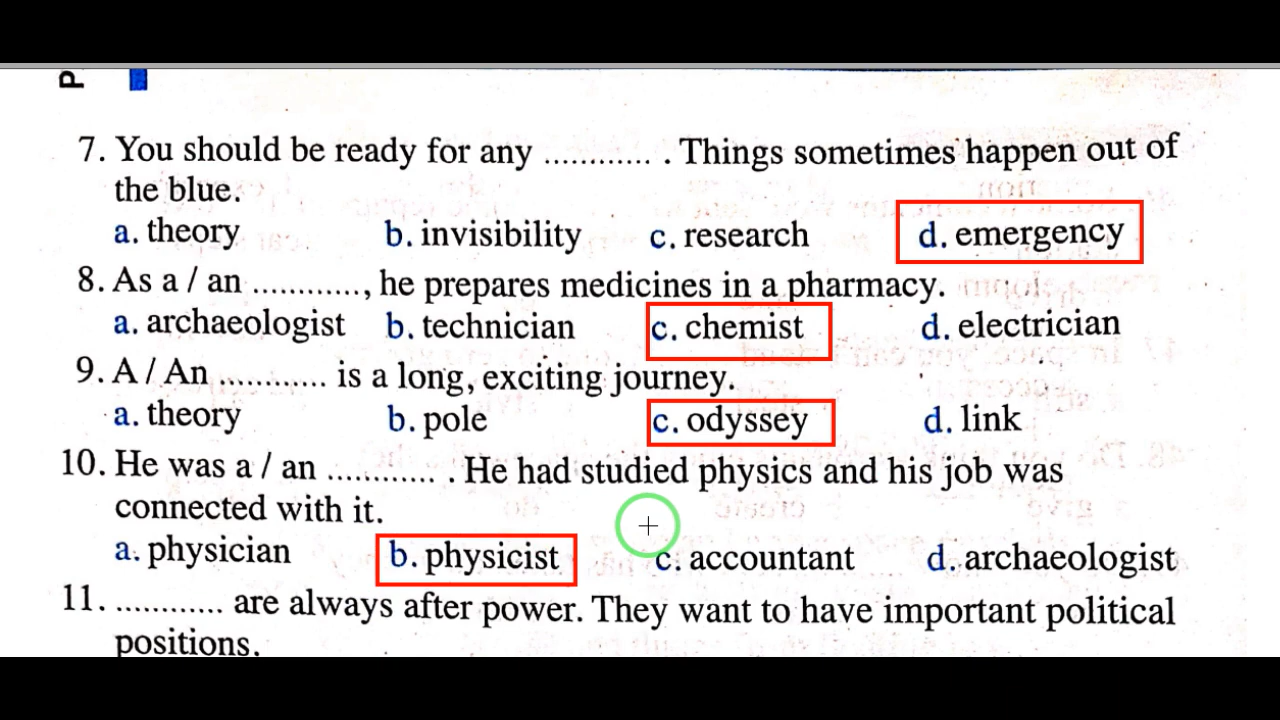 P
7. You should be ready for any ............ . Things sometimes happen out of
the blue.
a. theory b. invisibility c. research d. emergency
8. As a / an ............, he prepares medicines in a pharmacy.
a. archaeologist b. technician c. chemist d. electrician
9. A / An ............ is a long, exciting journey.
a. theory b. pole c. odyssey d. link
10. He was a / an ............ . He had studied physics and his job was
connected with it.
a. physician b. physicist c. accountant d. archaeologist
11. ............ are always after power. They want to have important political
positions.